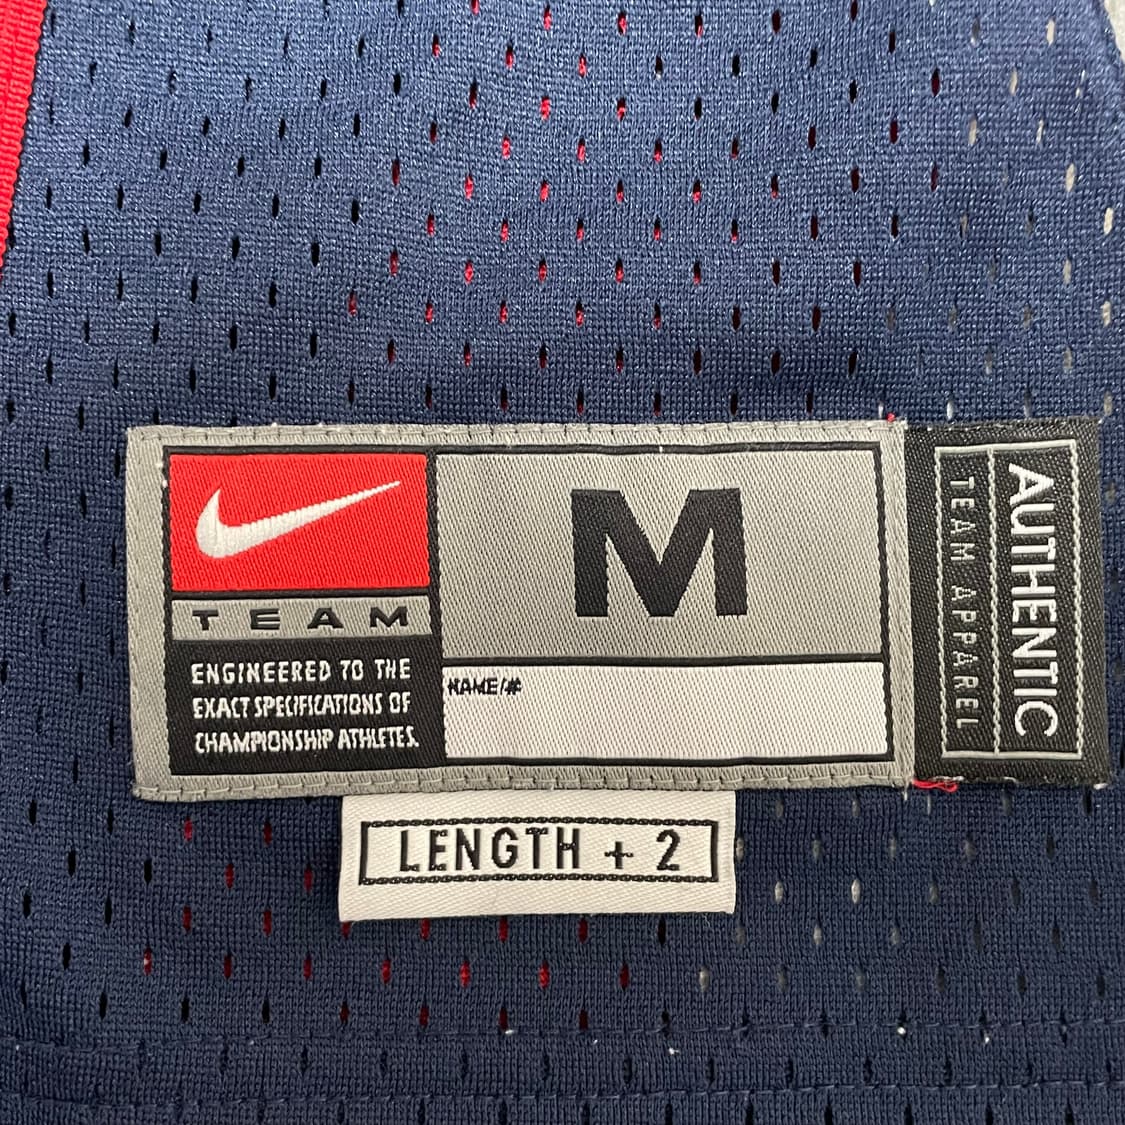 M
TEAM
ENGINEERED TO THE
EXACT SPECIFICATIONS OF
CHAMPIONSHIP ATHLETES.
NAME/#
AUTHENTIC
TEAM APPAREL
LENGTH + 2